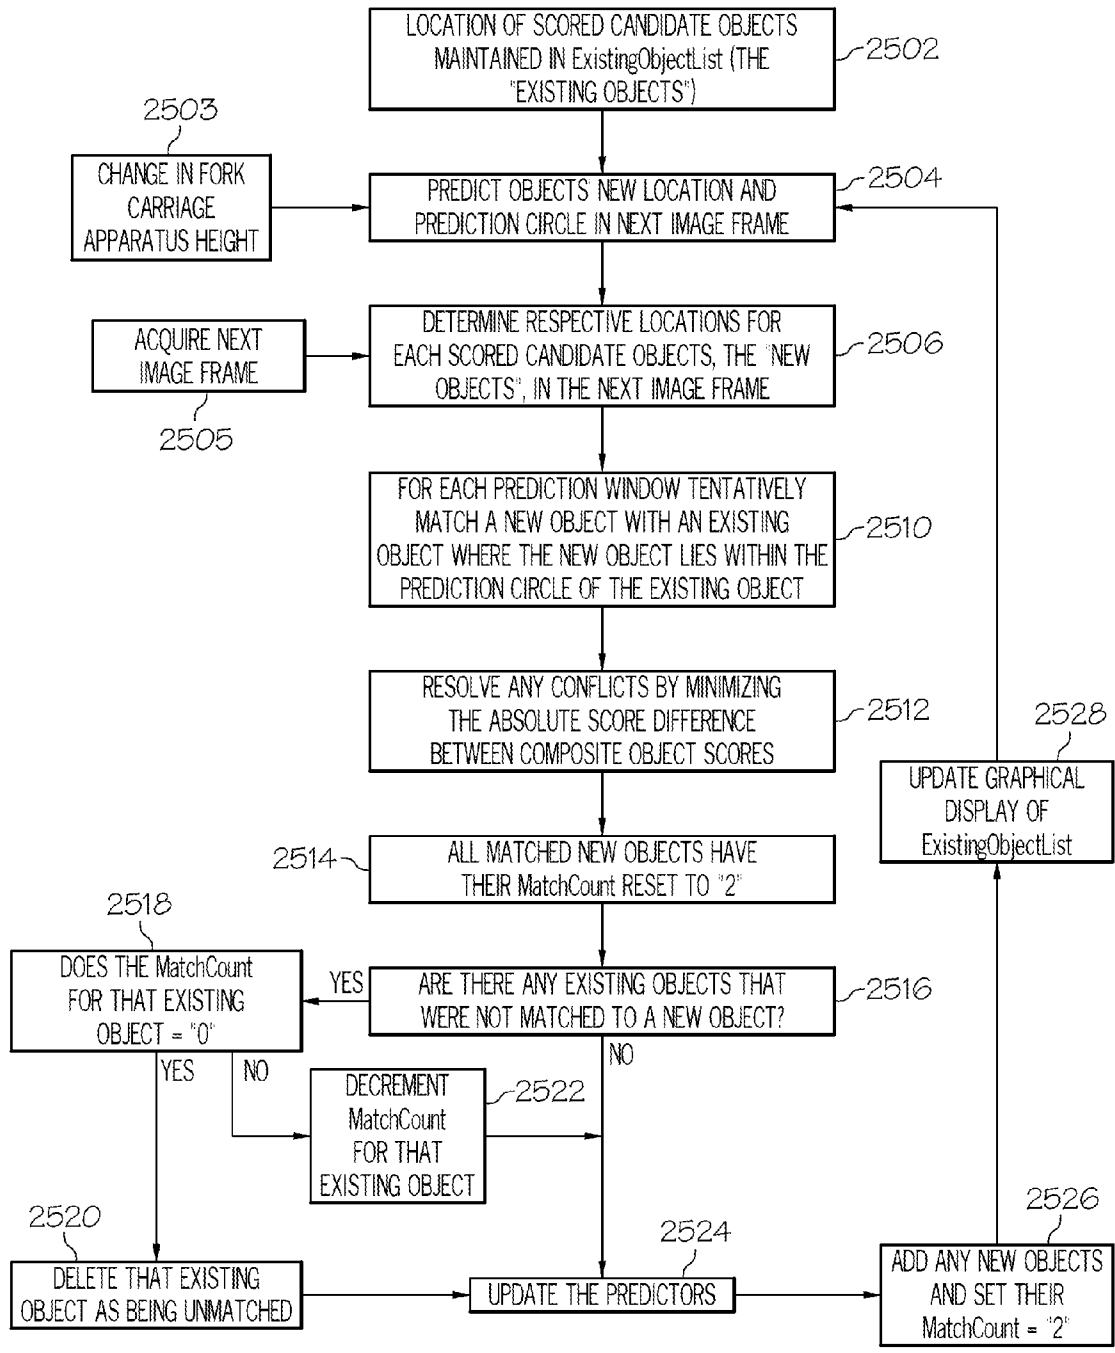 LOCATION OF SCORED CANDIDATE OBJECTS
MAINTAINED IN ExistingObjectList (THE
"EXISTING OBJECTS")
2502
2503
CHANGE IN FORK
CARRIAGE
APPARATUS HEIGHT
PREDICT OBJECTS' NEW LOCATION AND
PREDICTION CIRCLE IN NEXT IMAGE FRAME
2504
ACQUIRE NEXT
IMAGE FRAME
2505
DETERMINE RESPECTIVE LOCATIONS FOR
EACH SCORED CANDIDATE OBJECTS, THE "NEW
OBJECTS", IN THE NEXT IMAGE FRAME
2506
FOR EACH PREDICTION WINDOW TENTATIVELY
MATCH A NEW OBJECT WITH AN EXISTING
OBJECT WHERE THE NEW OBJECT LIES WITHIN THE
PREDICTION CIRCLE OF THE EXISTING OBJECT
2510
RESOLVE ANY CONFLICTS BY MINIMIZING
THE ABSOLUTE SCORE DIFFERENCE
BETWEEN COMPOSITE OBJECT SCORES
2512
2528
UPDATE GRAPHICAL
DISPLAY OF
ExistingObjectList
2514
ALL MATCHED NEW OBJECTS HAVE
THEIR MatchCount RESET TO "2"
2518
DOES THE MatchCount
FOR THAT EXISTING
OBJECT = "0"
YES
ARE THERE ANY EXISTING OBJECTS THAT
WERE NOT MATCHED TO A NEW OBJECT?
2516
YES
NO
NO
DECREMENT
MatchCount
FOR THAT
EXISTING OBJECT
2522
2520
DELETE THAT EXISTING
OBJECT AS BEING UNMATCHED
2524
UPDATE THE PREDICTORS
2526
ADD ANY NEW OBJECTS
AND SET THEIR
MatchCount = "2"